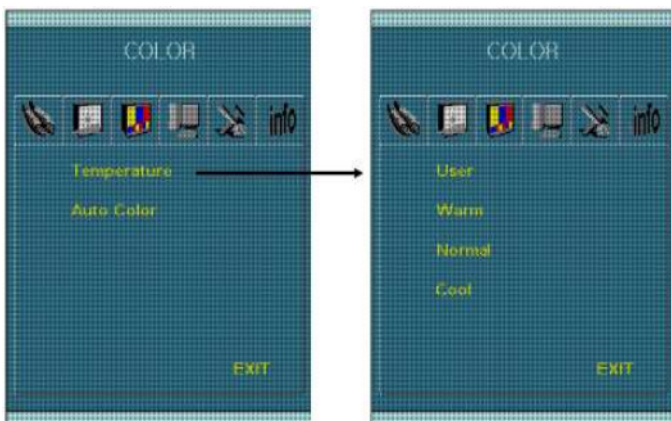 COLOR
info
Temperature
Auto Color
EXIT
COLOR
info
User
Warm
Normal
Cool
EXIT